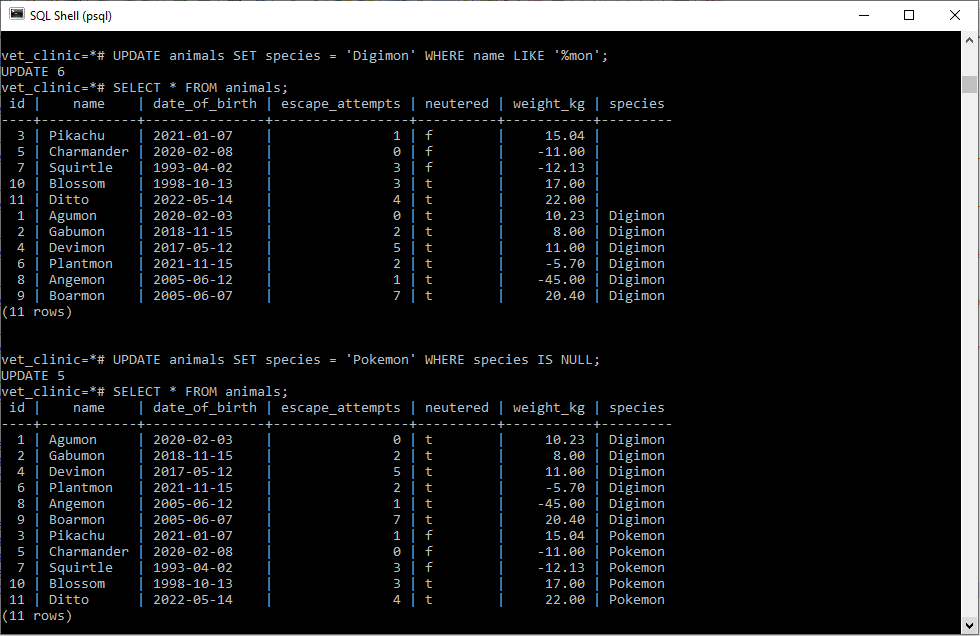 SQL Shell (psql)
vet_clinic=*# UPDATE animals SET species = 'Digimon' WHERE name LIKE '%mon';
UPDATE 6
vet_clinic=*# SELECT * FROM animals;
 id |    name    | date_of_birth | escape_attempts | neutered | weight_kg | species
----+------------+---------------+-----------------+----------+-----------+---------
  3 | Pikachu    | 2021-01-07    |               1 | f        |     15.04 |
  5 | Charmander | 2020-02-08    |               0 | f        |    -11.00 |
  7 | Squirtle   | 1993-04-02    |               3 | f        |    -12.13 |
 10 | Blossom    | 1998-10-13    |               3 | t        |     17.00 |
 11 | Ditto      | 2022-05-14    |               4 | t        |     22.00 |
  1 | Agumon     | 2020-02-03    |               0 | t        |     10.23 | Digimon
  2 | Gabumon    | 2018-11-15    |               2 | t        |      8.00 | Digimon
  4 | Devimon    | 2017-05-12    |               5 | t        |     11.00 | Digimon
  6 | Plantmon   | 2021-11-15    |               2 | t        |     -5.70 | Digimon
  8 | Angemon    | 2005-06-12    |               1 | t        |    -45.00 | Digimon
  9 | Boarmon    | 2005-06-07    |               7 | t        |     20.40 | Digimon
(11 rows)
vet_clinic=*# UPDATE animals SET species = 'Pokemon' WHERE species IS NULL;
UPDATE 5
vet_clinic=*# SELECT * FROM animals;
 id |    name    | date_of_birth | escape_attempts | neutered | weight_kg | species
----+------------+---------------+-----------------+----------+-----------+---------
  1 | Agumon     | 2020-02-03    |               0 | t        |     10.23 | Digimon
  2 | Gabumon    | 2018-11-15    |               2 | t        |      8.00 | Digimon
  4 | Devimon    | 2017-05-12    |               5 | t        |     11.00 | Digimon
  6 | Plantmon   | 2021-11-15    |               2 | t        |     -5.70 | Digimon
  8 | Angemon    | 2005-06-12    |               1 | t        |    -45.00 | Digimon
  9 | Boarmon    | 2005-06-07    |               7 | t        |     20.40 | Digimon
  3 | Pikachu    | 2021-01-07    |               1 | f        |     15.04 | Pokemon
  5 | Charmander | 2020-02-08    |               0 | f        |    -11.00 | Pokemon
  7 | Squirtle   | 1993-04-02    |               3 | f        |    -12.13 | Pokemon
 10 | Blossom    | 1998-10-13    |               3 | t        |     17.00 | Pokemon
 11 | Ditto      | 2022-05-14    |               4 | t        |     22.00 | Pokemon
(11 rows)